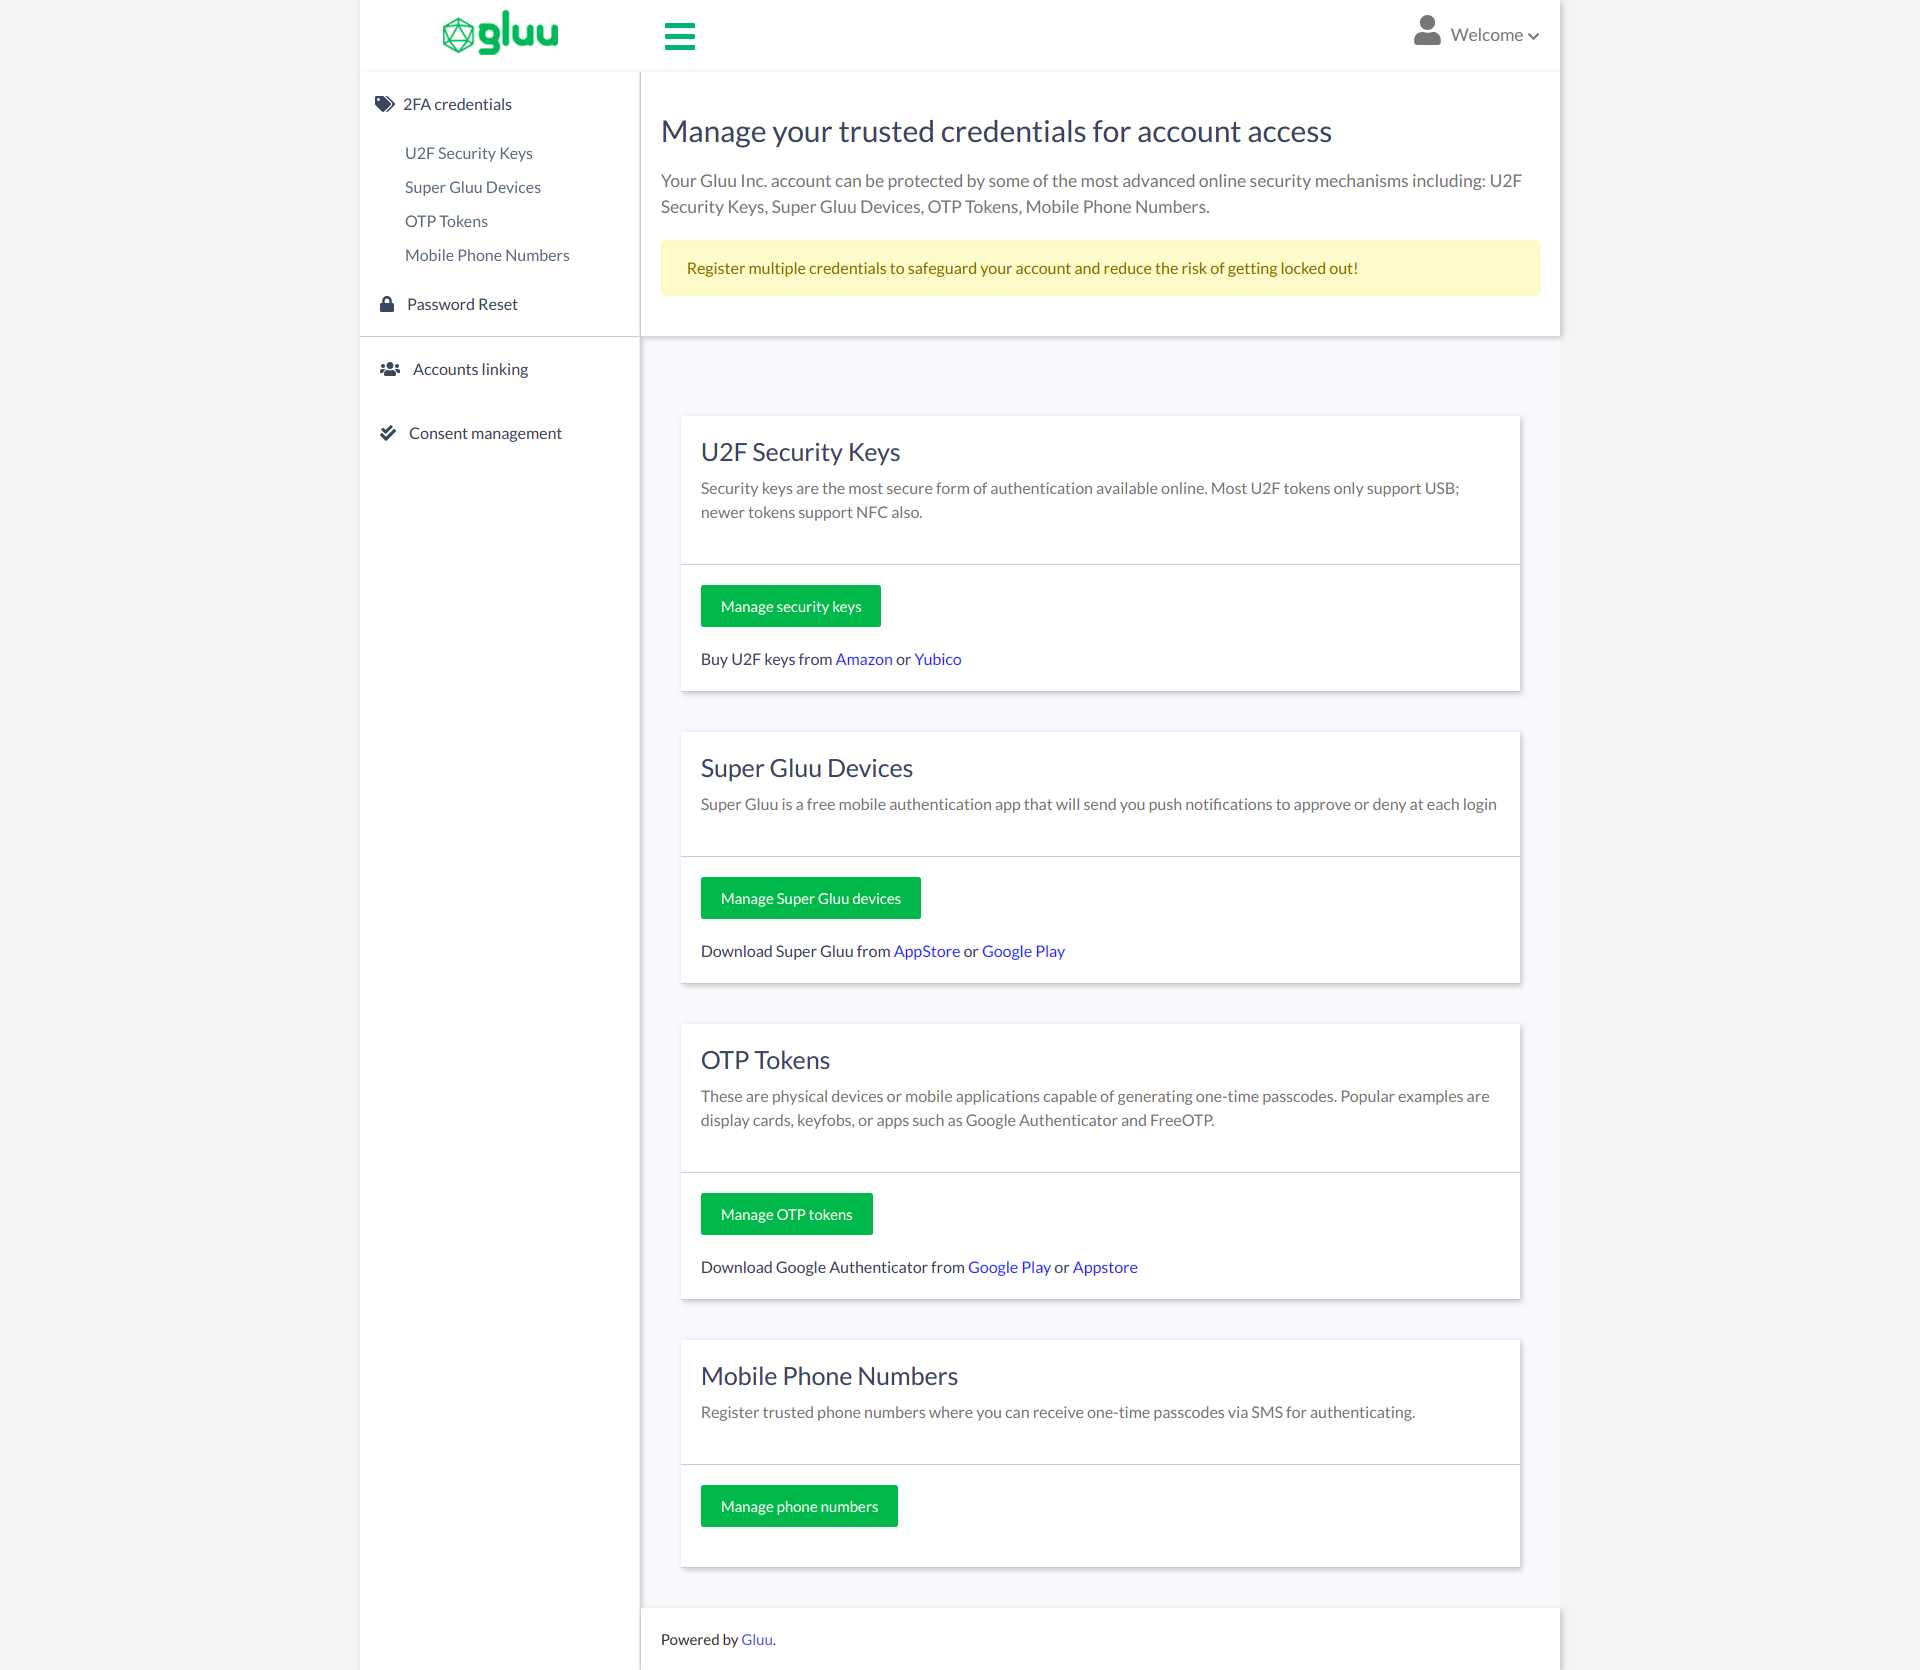 gluu
Welcome
2FA credentials
U2F Security Keys
Super Gluu Devices
OTP Tokens
Mobile Phone Numbers
Password Reset
Accounts linking
Consent management
Manage your trusted credentials for account access
Your Gluu Inc. account can be protected by some of the most advanced online security mechanisms including: U2F
Security Keys, Super Gluu Devices, OTP Tokens, Mobile Phone Numbers.
Register multiple credentials to safeguard your account and reduce the risk of getting locked out!
U2F Security Keys
Security keys are the most secure form of authentication available online. Most U2F tokens only support USB;
newer tokens support NFC also.
Manage security keys
Buy U2F keys from Amazon or Yubico
Super Gluu Devices
Super Gluu is a free mobile authentication app that will send you push notifications to approve or deny at each login
Manage Super Gluu devices
Download Super Gluu from AppStore or Google Play
OTP Tokens
These are physical devices or mobile applications capable of generating one-time passcodes. Popular examples are
display cards, keyfobs, or apps such as Google Authenticator and FreeOTP.
Manage OTP tokens
Download Google Authenticator from Google Play or Appstore
Mobile Phone Numbers
Register trusted phone numbers where you can receive one-time passcodes via SMS for authenticating.
Manage phone numbers
Powered by Gluu.